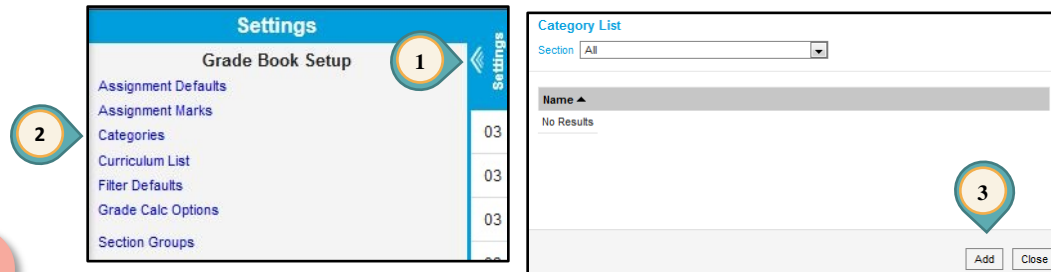 Settings
Grade Book Setup
1
Settings
Assignment Defaults
Assignment Marks
2
Categories
03
Curriculum List
03
Filter Defaults
Grade Calc Options
03
Section Groups
Category List
Section All
Name
No Results
3
Add Close